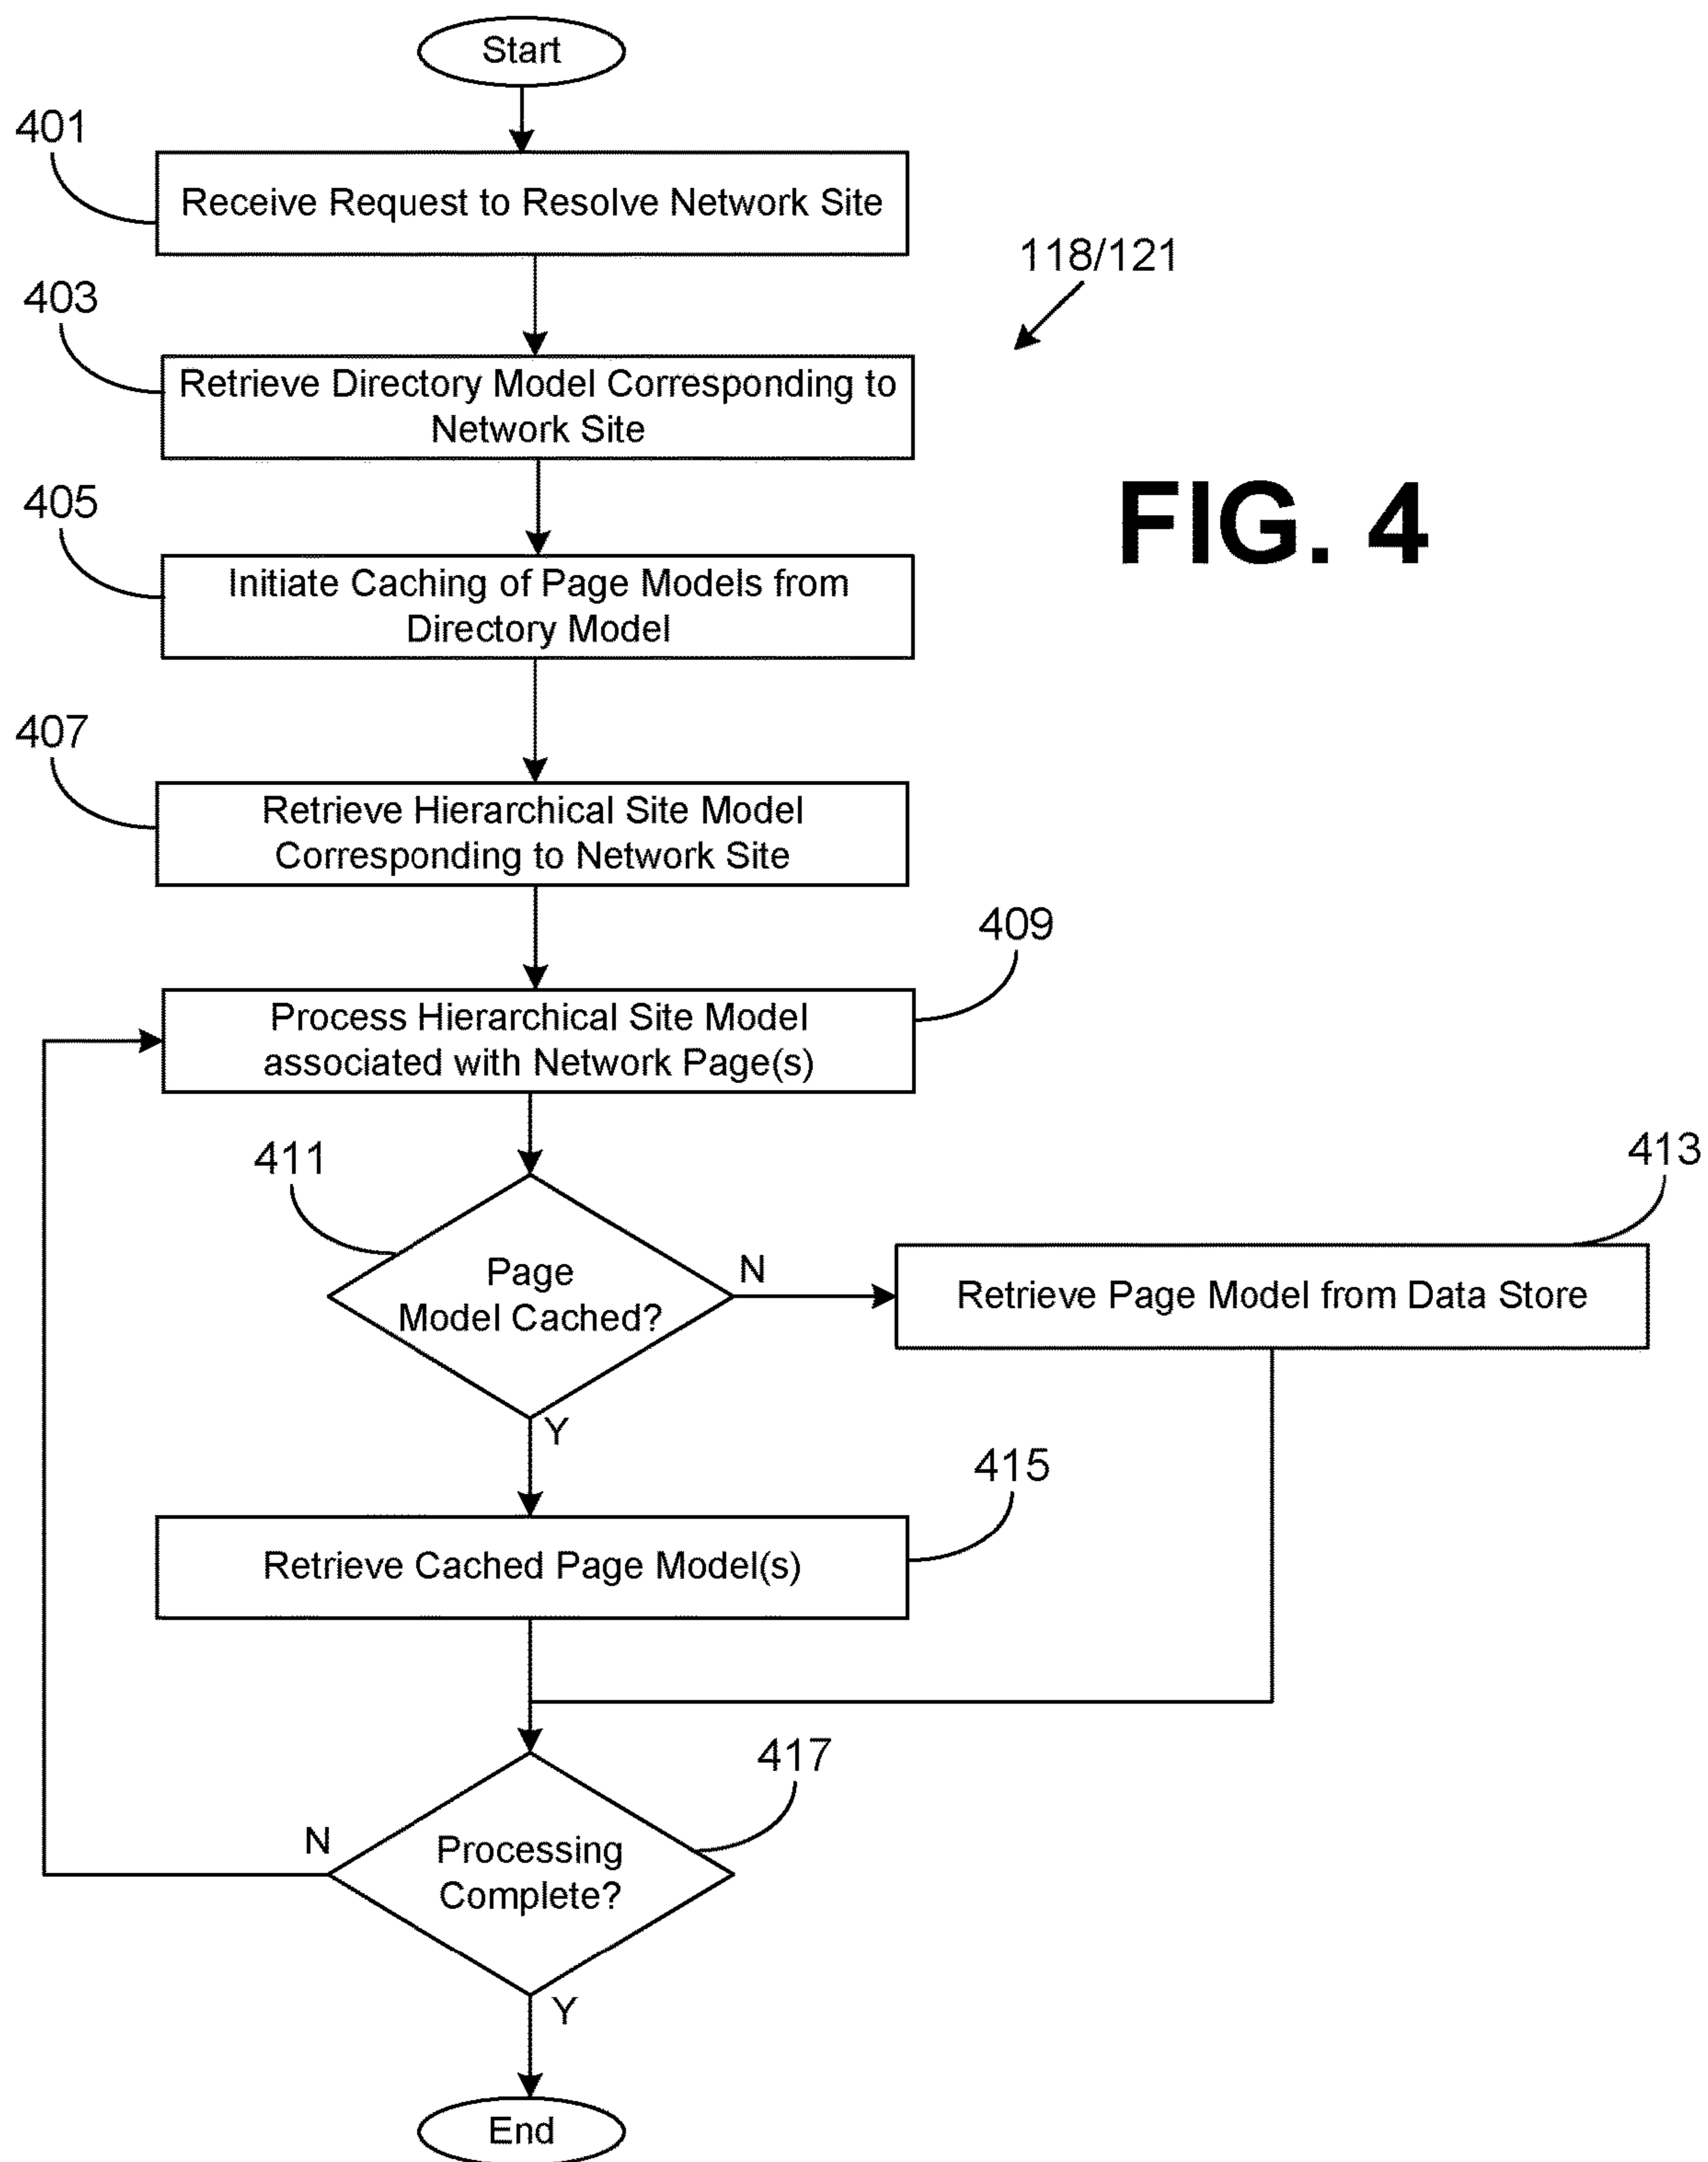 Start
401
Receive Request to Resolve Network Site
118/121
403
Retrieve Directory Model Corresponding to
Network Site
FIG. 4
405
Initiate Caching of Page Models from
Directory Model
407
Retrieve Hierarchical Site Model
Corresponding to Network Site
409
Process Hierarchical Site Model
associated with Network Page(s)
411
413
Page
Model Cached?
N
Retrieve Page Model from Data Store
Y
415
Retrieve Cached Page Model(s)
417
N
Processing
Complete?
Y
End